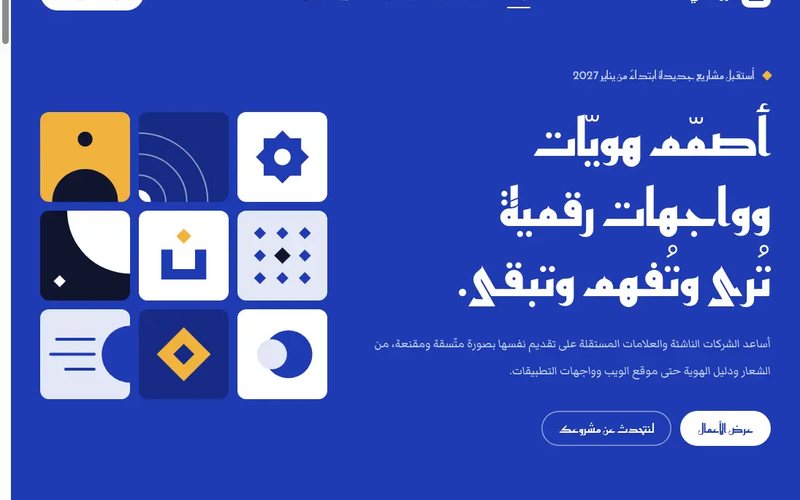 أستقبل مشاريع جديدة ابتداءً من يناير 2027
أصمّم هويّات
وواجهات رقمية
تُرى وتُفهم وتبقى.
أساعد الشركات الناشئة والعلامات المستقلة على تقديم نفسها بصورة متّسقة ومقنعة، من
الشعار ودليل الهوية حتى موقع الويب وواجهات التطبيقات.
عرض الأعمال
لنتحدث عن مشروعك